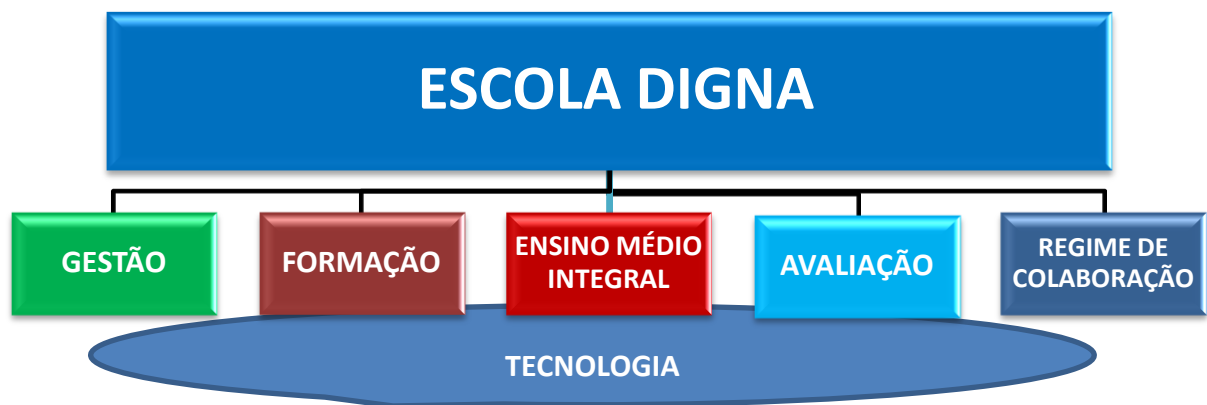 ESCOLA DIGNA
GESTÃO
FORMAÇÃO
ENSINO MÉDIO
INTEGRAL
AVALIAÇÃO
REGIME DE
COLABORAÇÃO
TECNOLOGIA